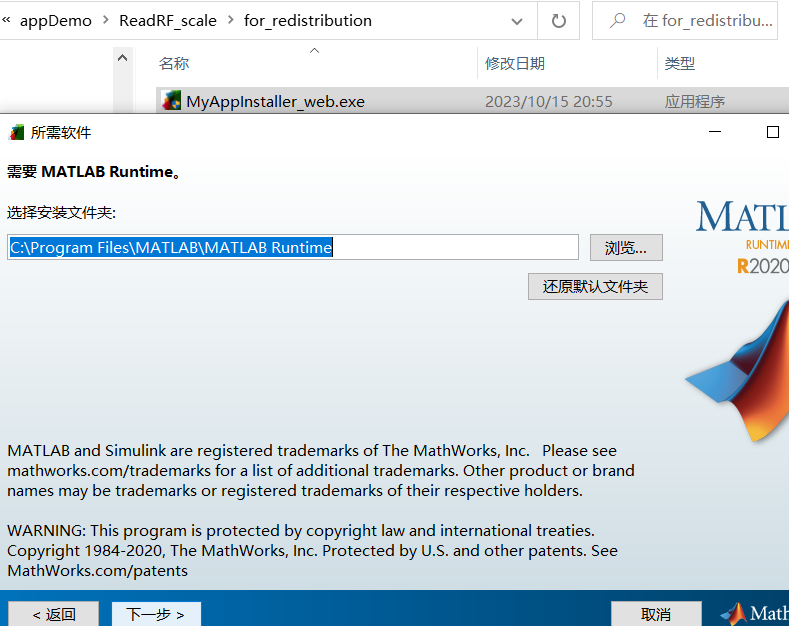 « appDemo › ReadRF_scale › for_redistribution
在 for_redistribu...
名称 修改日期 类型
MyAppInstaller_web.exe 2023/10/15 20:55 应用程序
所需软件
需要 MATLAB Runtime。
选择安装文件夹:
C:\Program Files\MATLAB\MATLAB Runtime
浏览...
还原默认文件夹
MATL
RUNTIME
R2020
MATLAB and Simulink are registered trademarks of The MathWorks, Inc. Please see
mathworks.com/trademarks for a list of additional trademarks. Other product or brand
names may be trademarks or registered trademarks of their respective holders.
WARNING: This program is protected by copyright law and international treaties.
Copyright 1984-2020, The MathWorks, Inc. Protected by U.S. and other patents. See
MathWorks.com/patents
< 返回 下一步 > 取消 Math